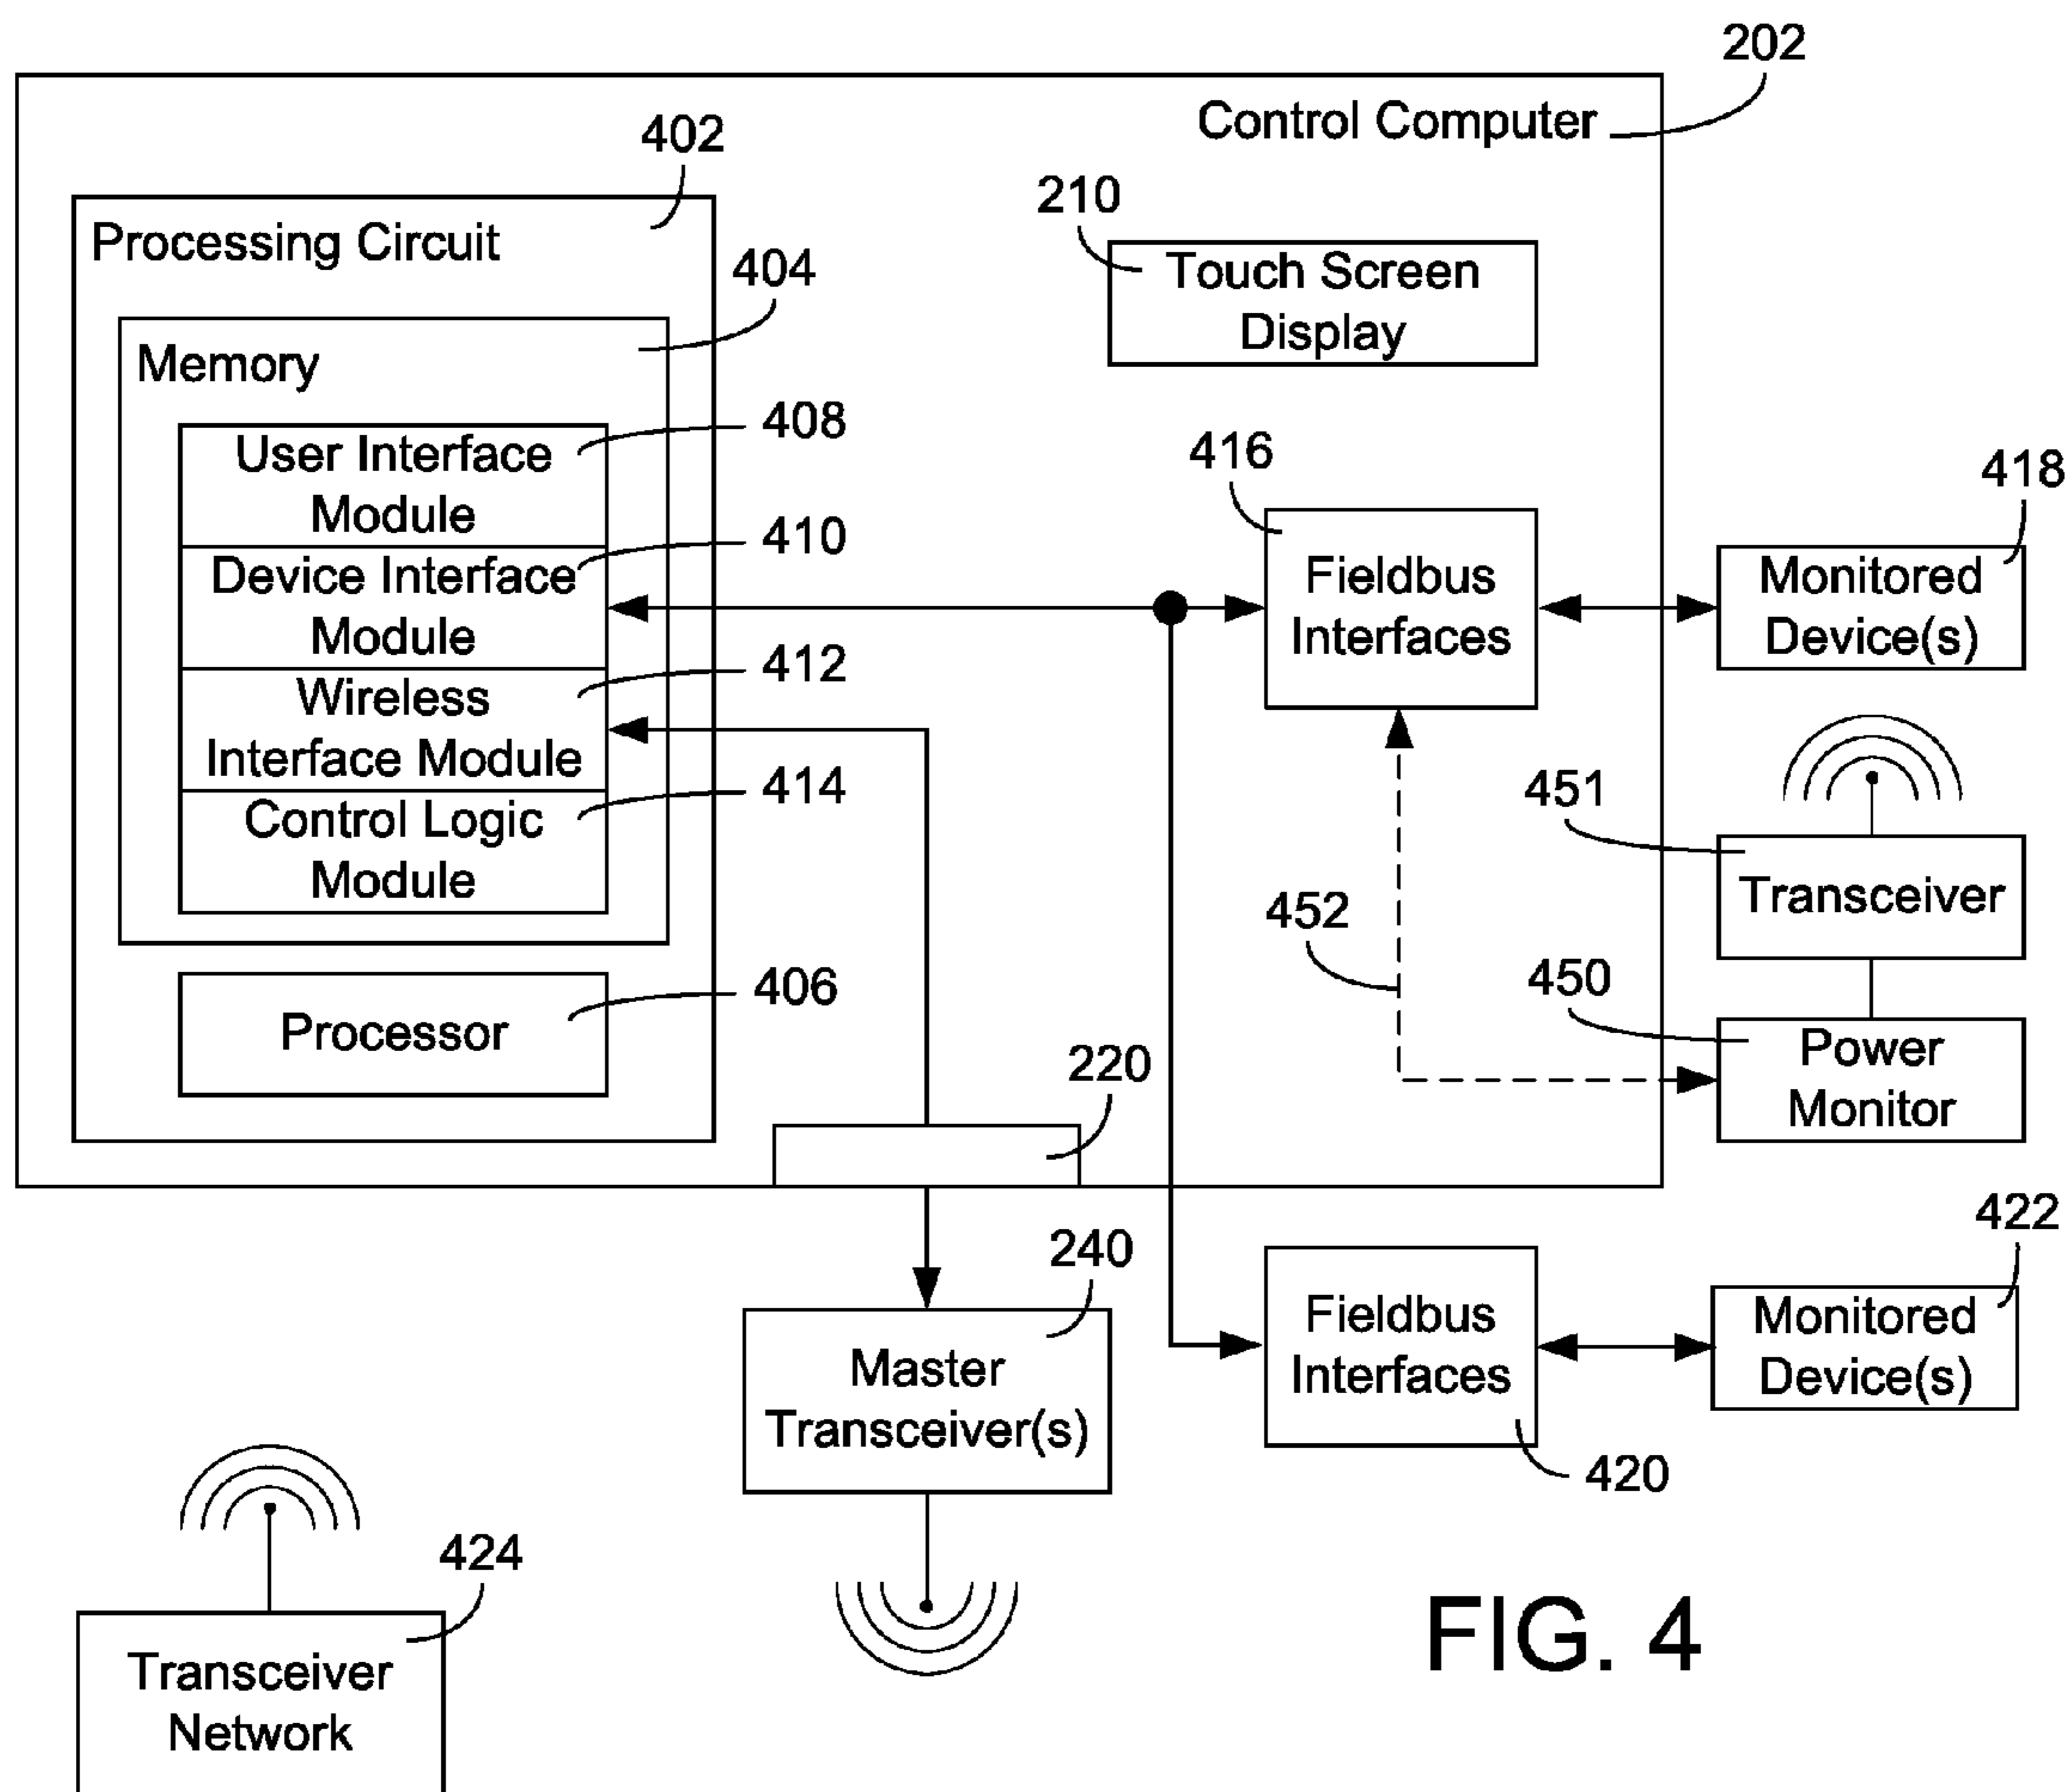 202
Control Computer
402
Processing Circuit
210
Touch Screen
Display
404
Memory
408
User Interface
Module
410
Device Interface
Module
412
Wireless
Interface Module
414
Control Logic
Module
406
Processor
416
Fieldbus
Interfaces
418
Monitored
Device(s)
451
Transceiver
452
450
Power
Monitor
220
240
Master
Transceiver(s)
Fieldbus
Interfaces
420
422
Monitored
Device(s)
424
Transceiver
Network
FIG. 4